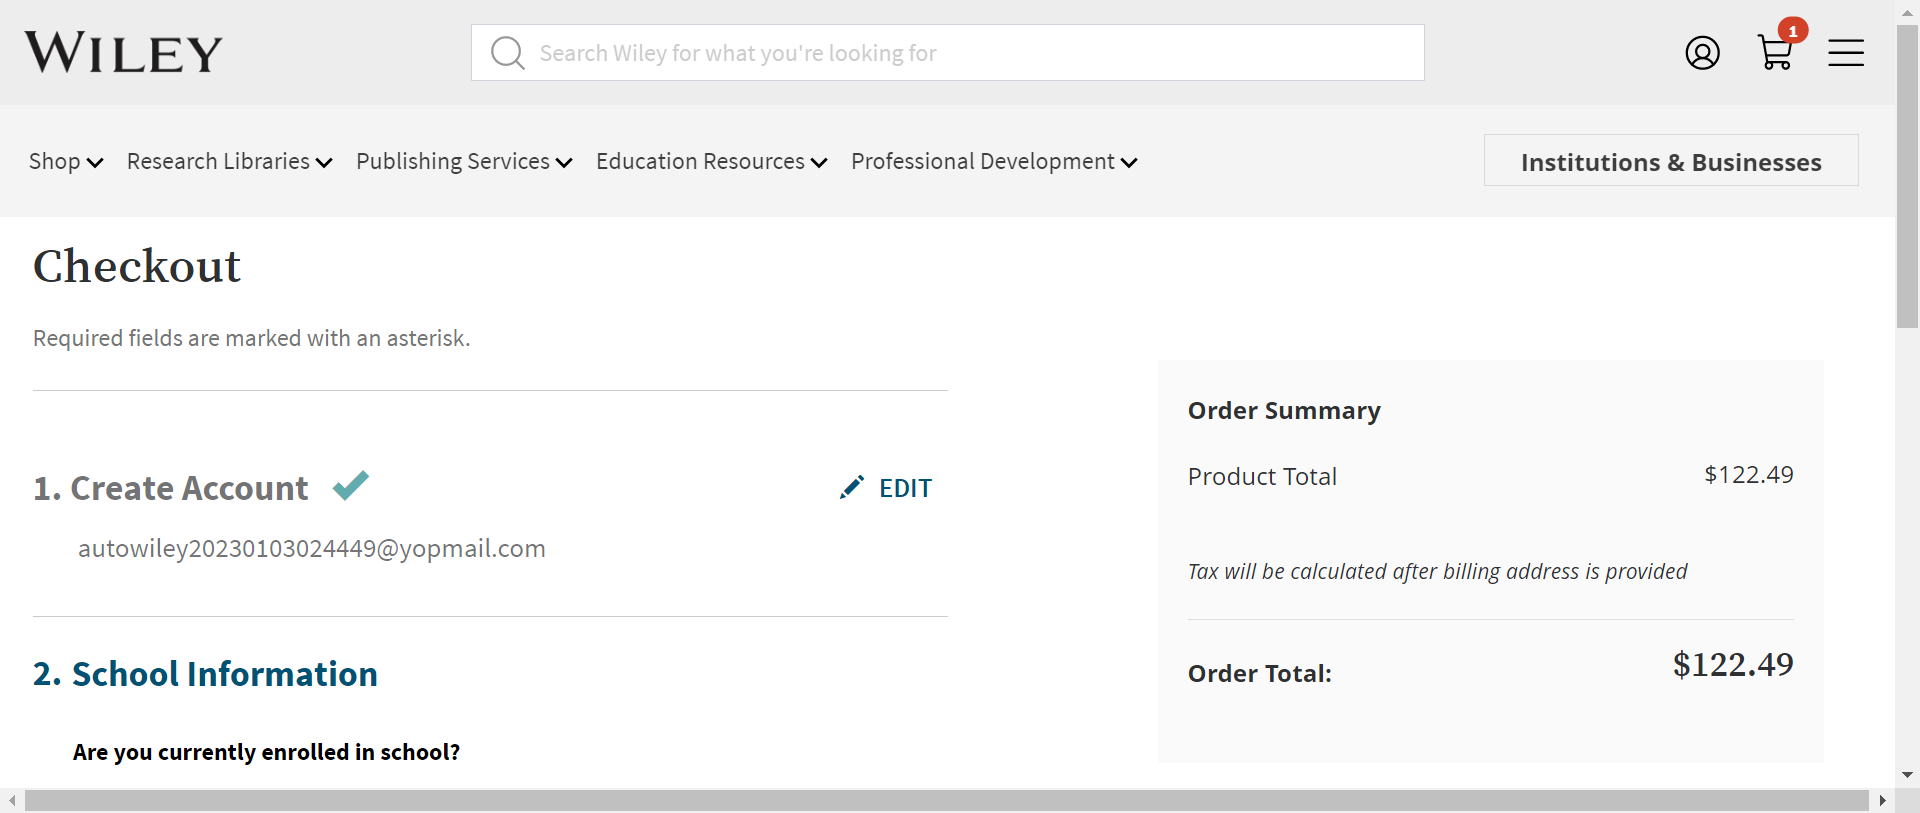 WILEY
Search Wiley for what you're looking for
1
Shop Research Libraries Publishing Services Education Resources Professional Development
Institutions & Businesses
Checkout
Required fields are marked with an asterisk.
1. Create Account
EDIT
autowiley20230103024449@yopmail.com
2. School Information
Are you currently enrolled in school?
Order Summary
Product Total $122.49
Tax will be calculated after billing address is provided
Order Total: $122.49